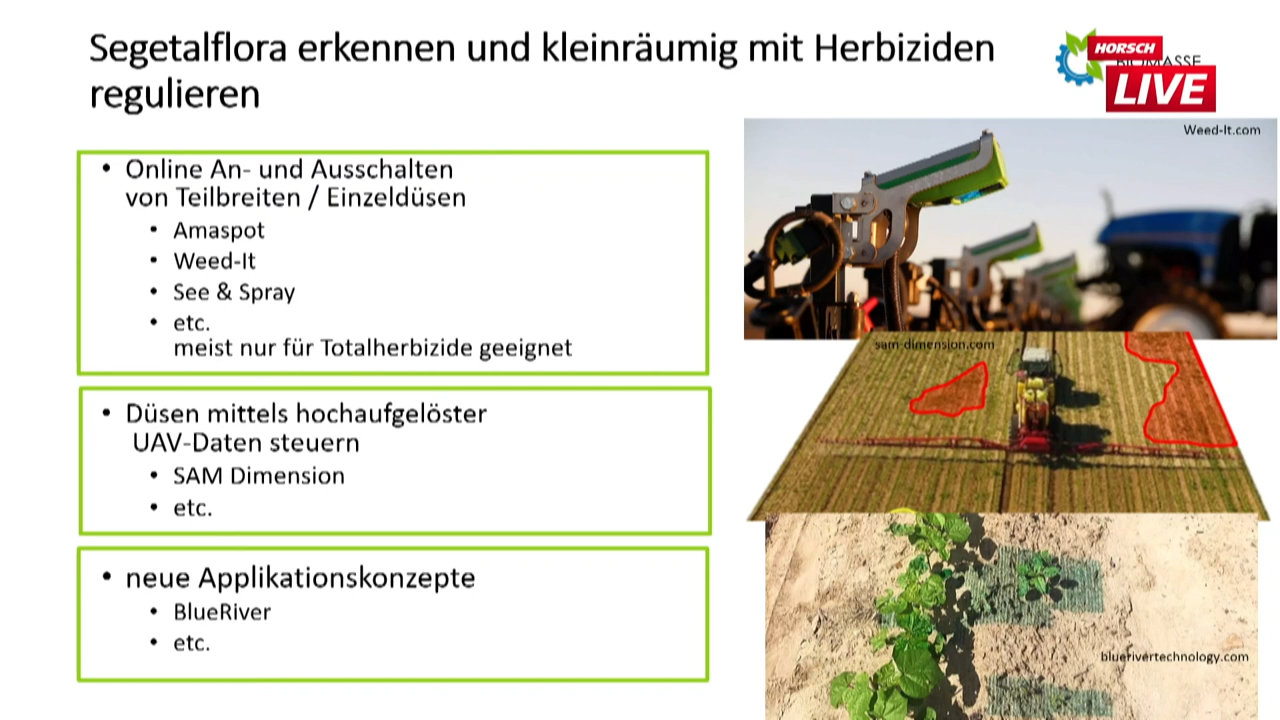 Segetalflora erkennen und kleinräumig mit Herbiziden
regulieren
HORSCH
LIVE
Weed-It.com
• Online An- und Ausschalten
von Teilbreiten / Einzeldüsen
• Amaspot
• Weed-It
• See & Spray
• etc.
meist nur für Totalherbizide geeignet
sam-dimension.com
• Düsen mittels hochaufgelöster
UAV-Daten steuern
• SAM Dimension
• etc.
• neue Applikationskonzepte
• BlueRiver
• etc.
bluerivertechnology.com